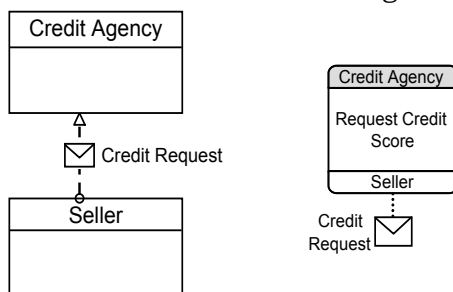 Credit Agency
Credit Request
Seller
Credit Agency
Request Credit
Score
Seller
Credit
Request